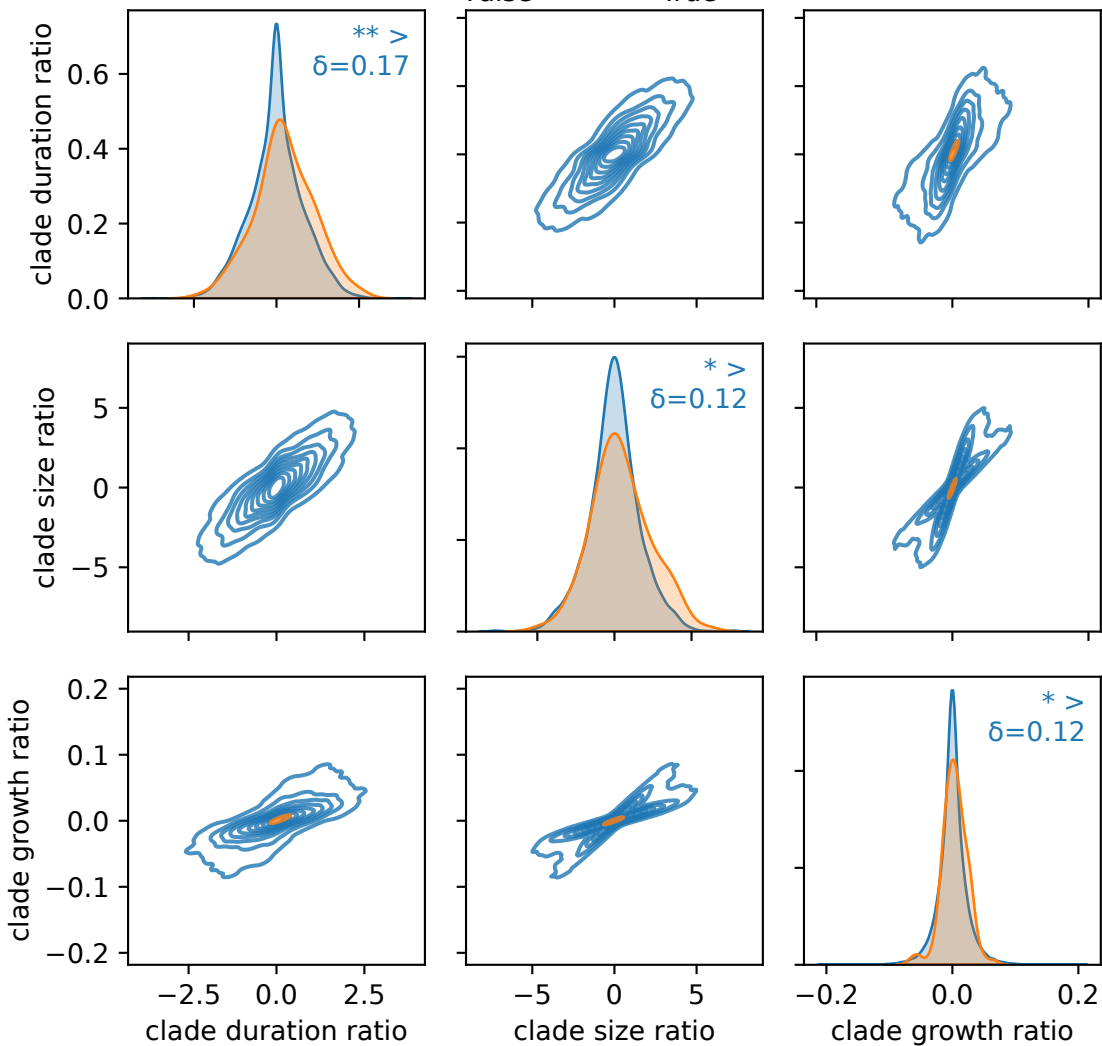 clade duration ratio
0.6
0.4
0.2
0.0
** >
δ=0.17
clade size ratio
5
0
−5
* >
δ=0.12
clade growth ratio
0.2
0.1
0.0
−0.1
−0.2
* >
δ=0.12
−2.5 0.0 2.5
−5 0 5
−0.2 0.0 0.2
clade duration ratio
clade size ratio
clade growth ratio